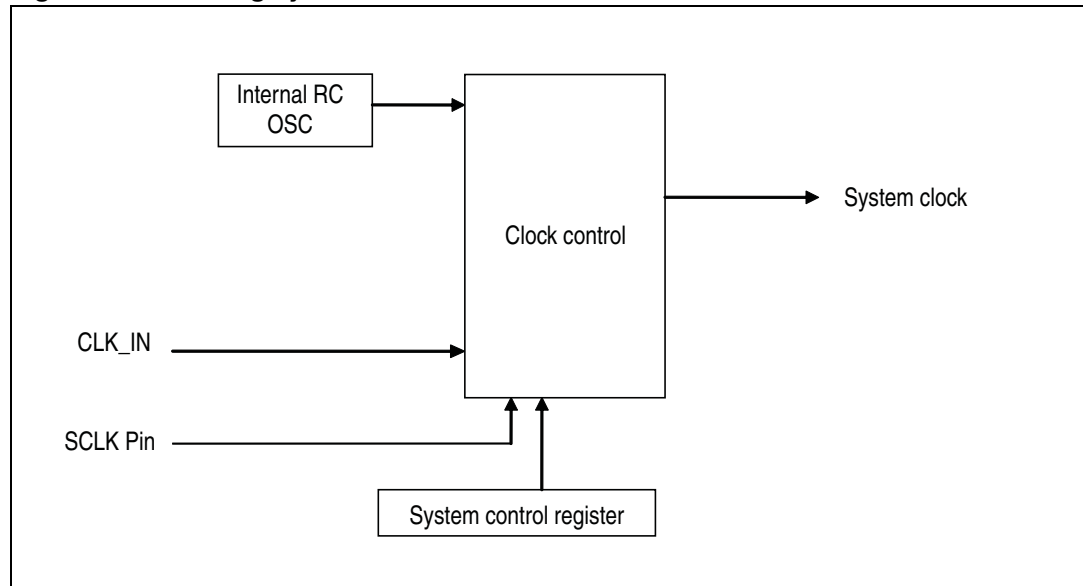 Internal RC
OSC
Clock control
System clock
CLK_IN
SCLK Pin
System control register